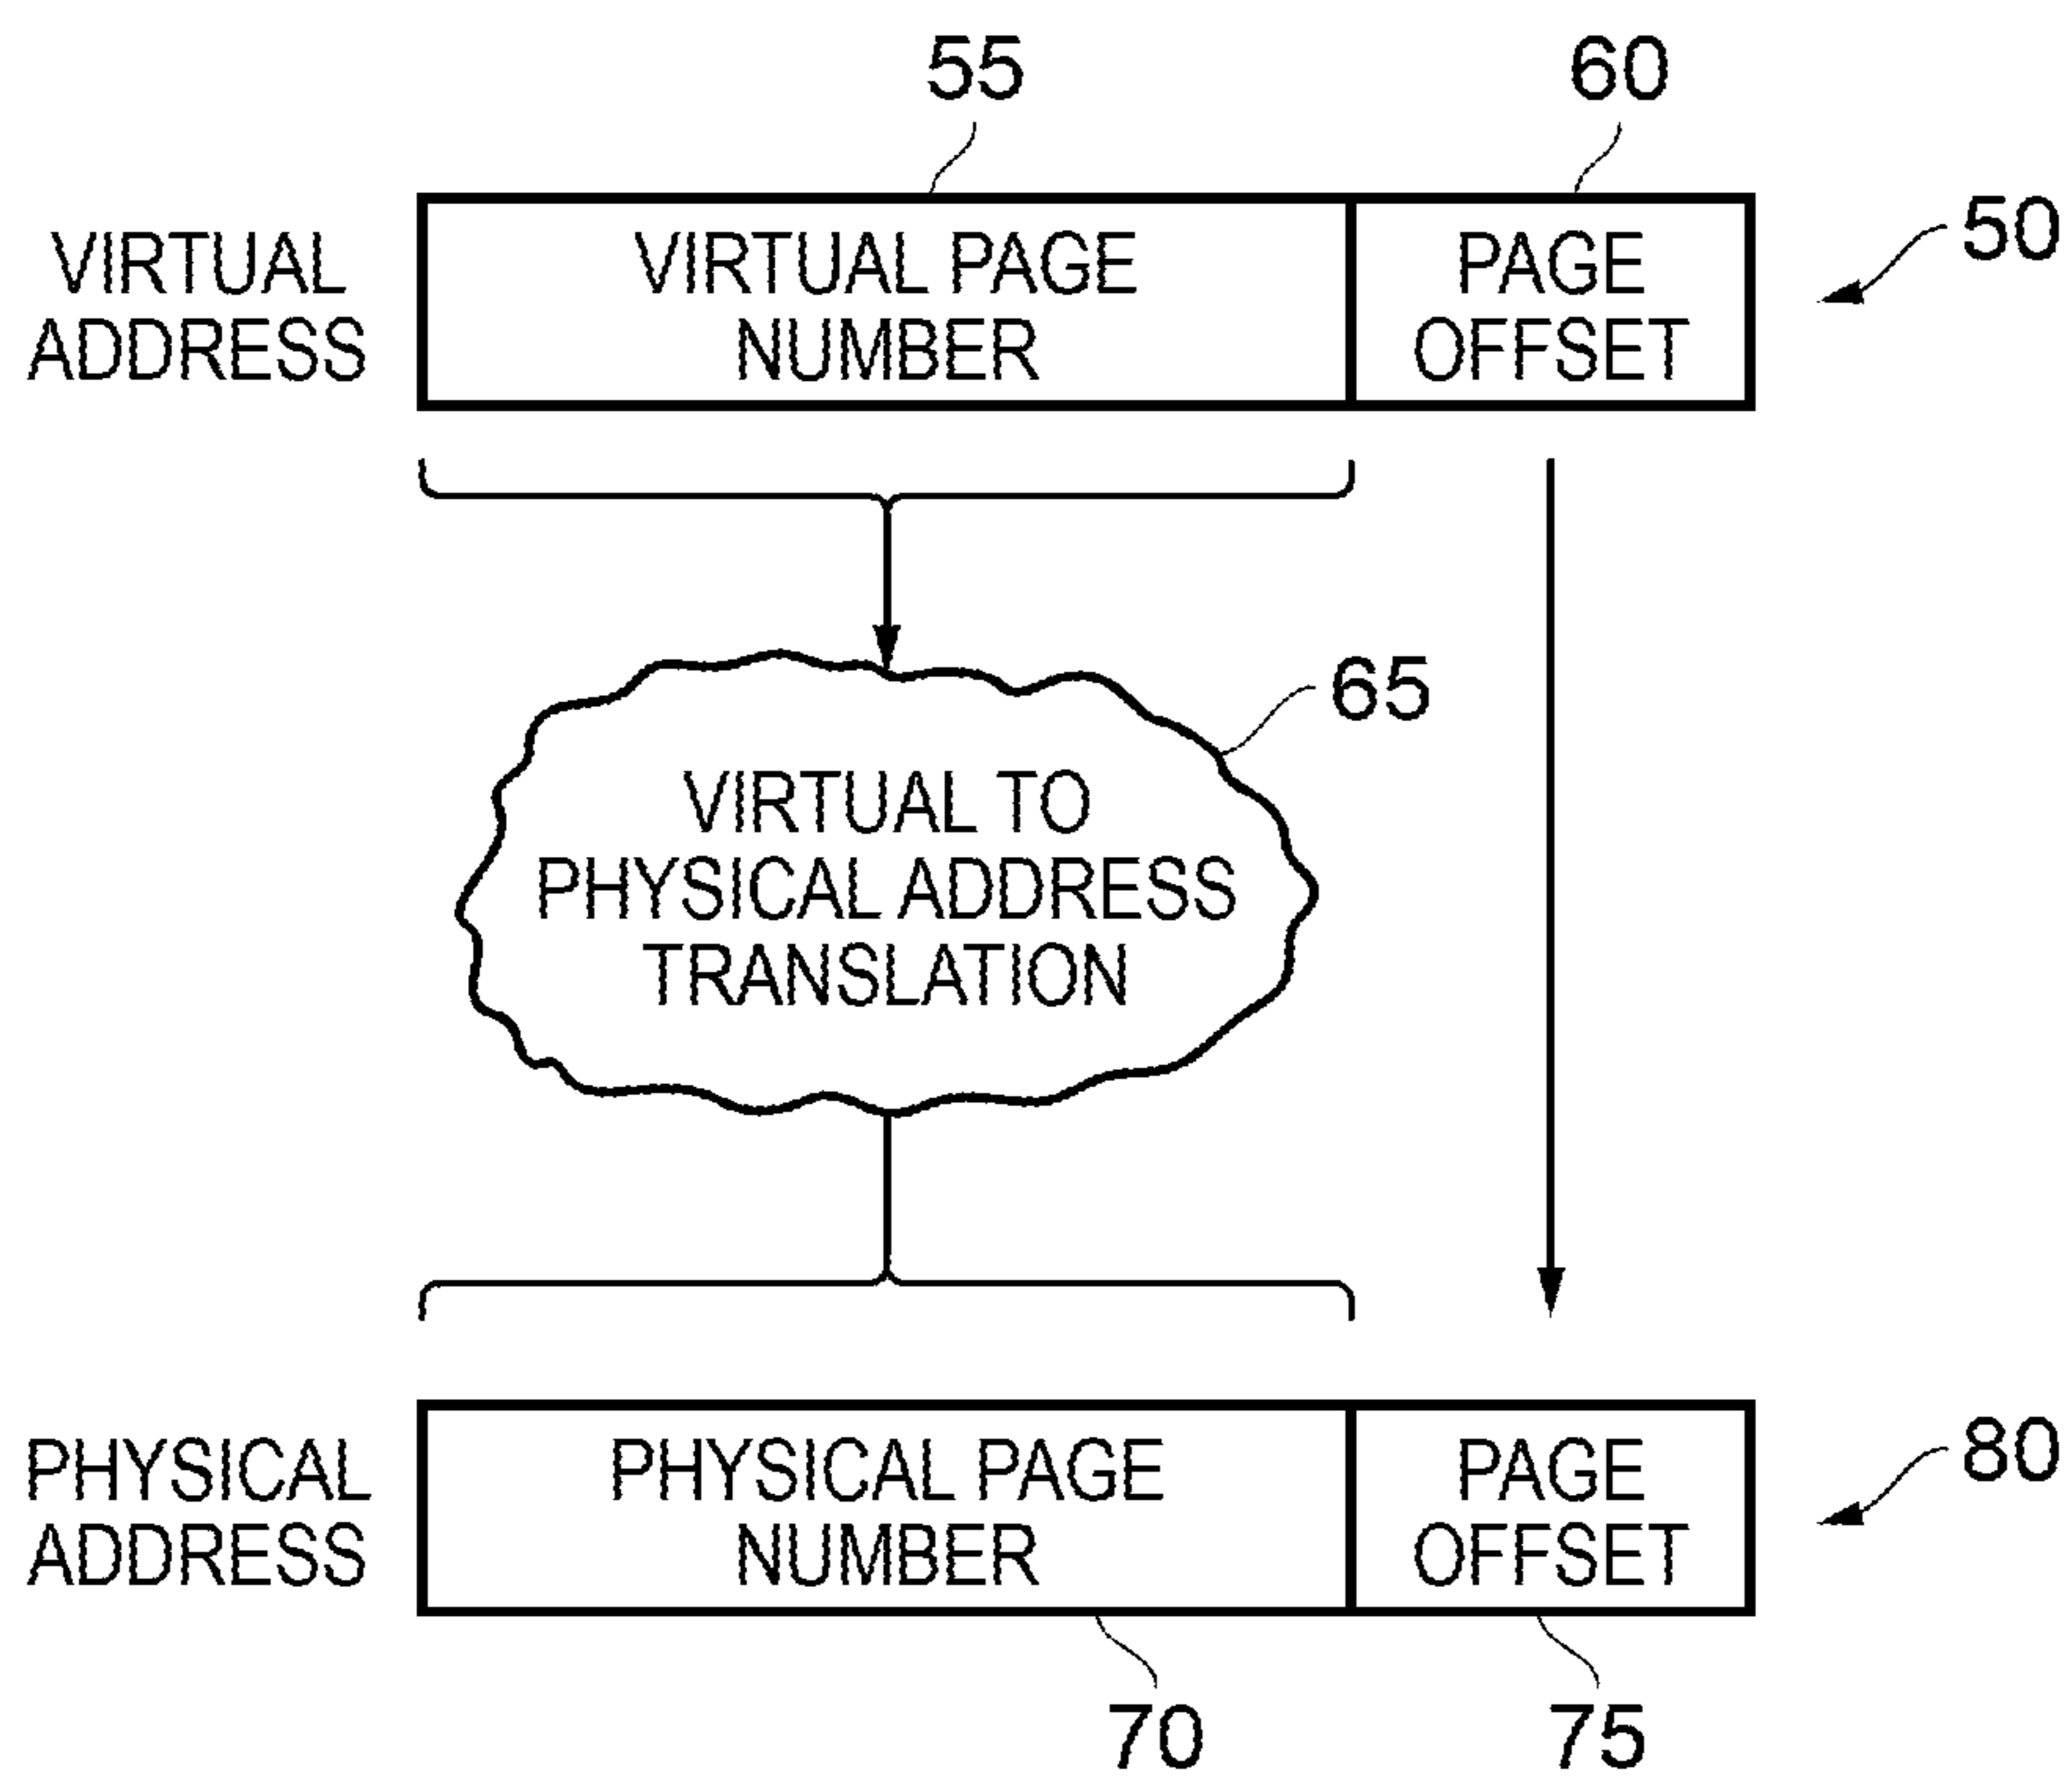 55
60
VIRTUAL
ADDRESS
VIRTUAL PAGE
NUMBER
PAGE
OFFSET
50
65
VIRTUAL TO
PHYSICAL ADDRESS
TRANSLATION
PHYSICAL
ADDRESS
PHYSICAL PAGE
NUMBER
PAGE
OFFSET
80
70
75